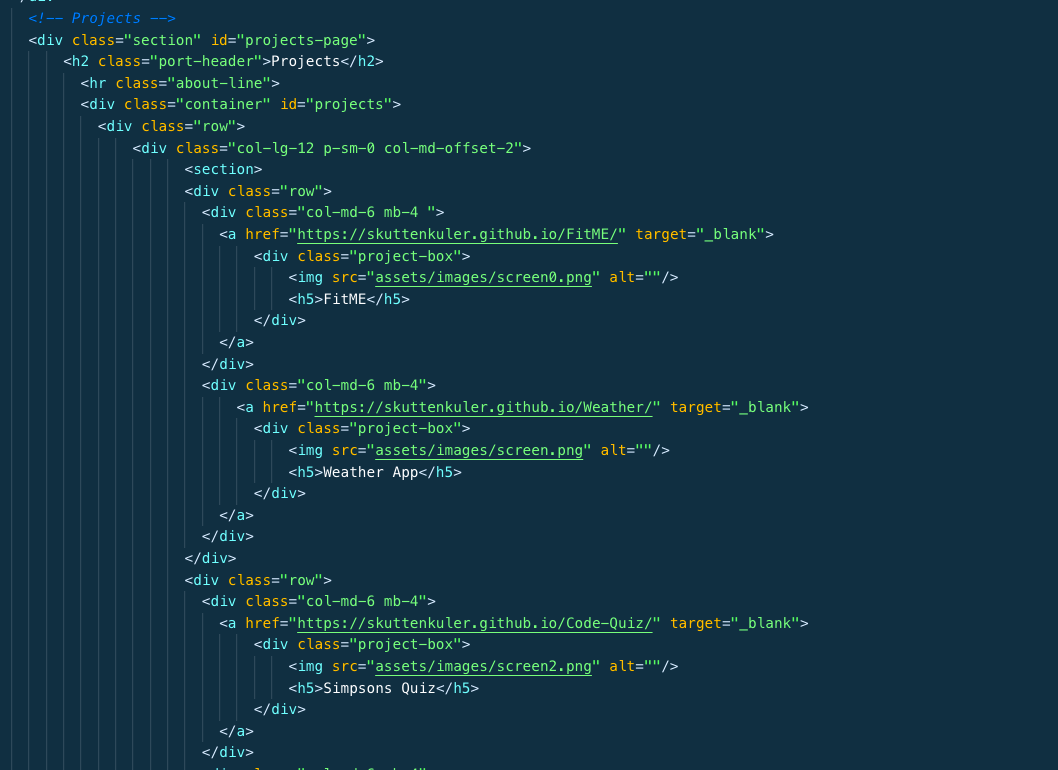 <!-- Projects -->
<div class="section" id="projects-page">
<h2 class="port-header">Projects</h2>
<hr class="about-line">
<div class="container" id="projects">
<div class="row">
<div class="col-lg-12 p-sm-0 col-md-offset-2">
<section>
<div class="row">
<div class="col-md-6 mb-4 ">
<a href="https://skuttenkuler.github.io/FitME/" target="_blank">
<div class="project-box">
<img src="assets/images/screen0.png" alt=""/>
<h5>FitME</h5>
</div>
</a>
</div>
<div class="col-md-6 mb-4">
<a href="https://skuttenkuler.github.io/Weather/" target="_blank">
<div class="project-box">
<img src="assets/images/screen.png" alt=""/>
<h5>Weather App</h5>
</div>
</a>
</div>
</div>
<div class="row">
<div class="col-md-6 mb-4">
<a href="https://skuttenkuler.github.io/Code-Quiz/" target="_blank">
<div class="project-box">
<img src="assets/images/screen2.png" alt=""/>
<h5>Simpsons Quiz</h5>
</div>
</a>
</div>